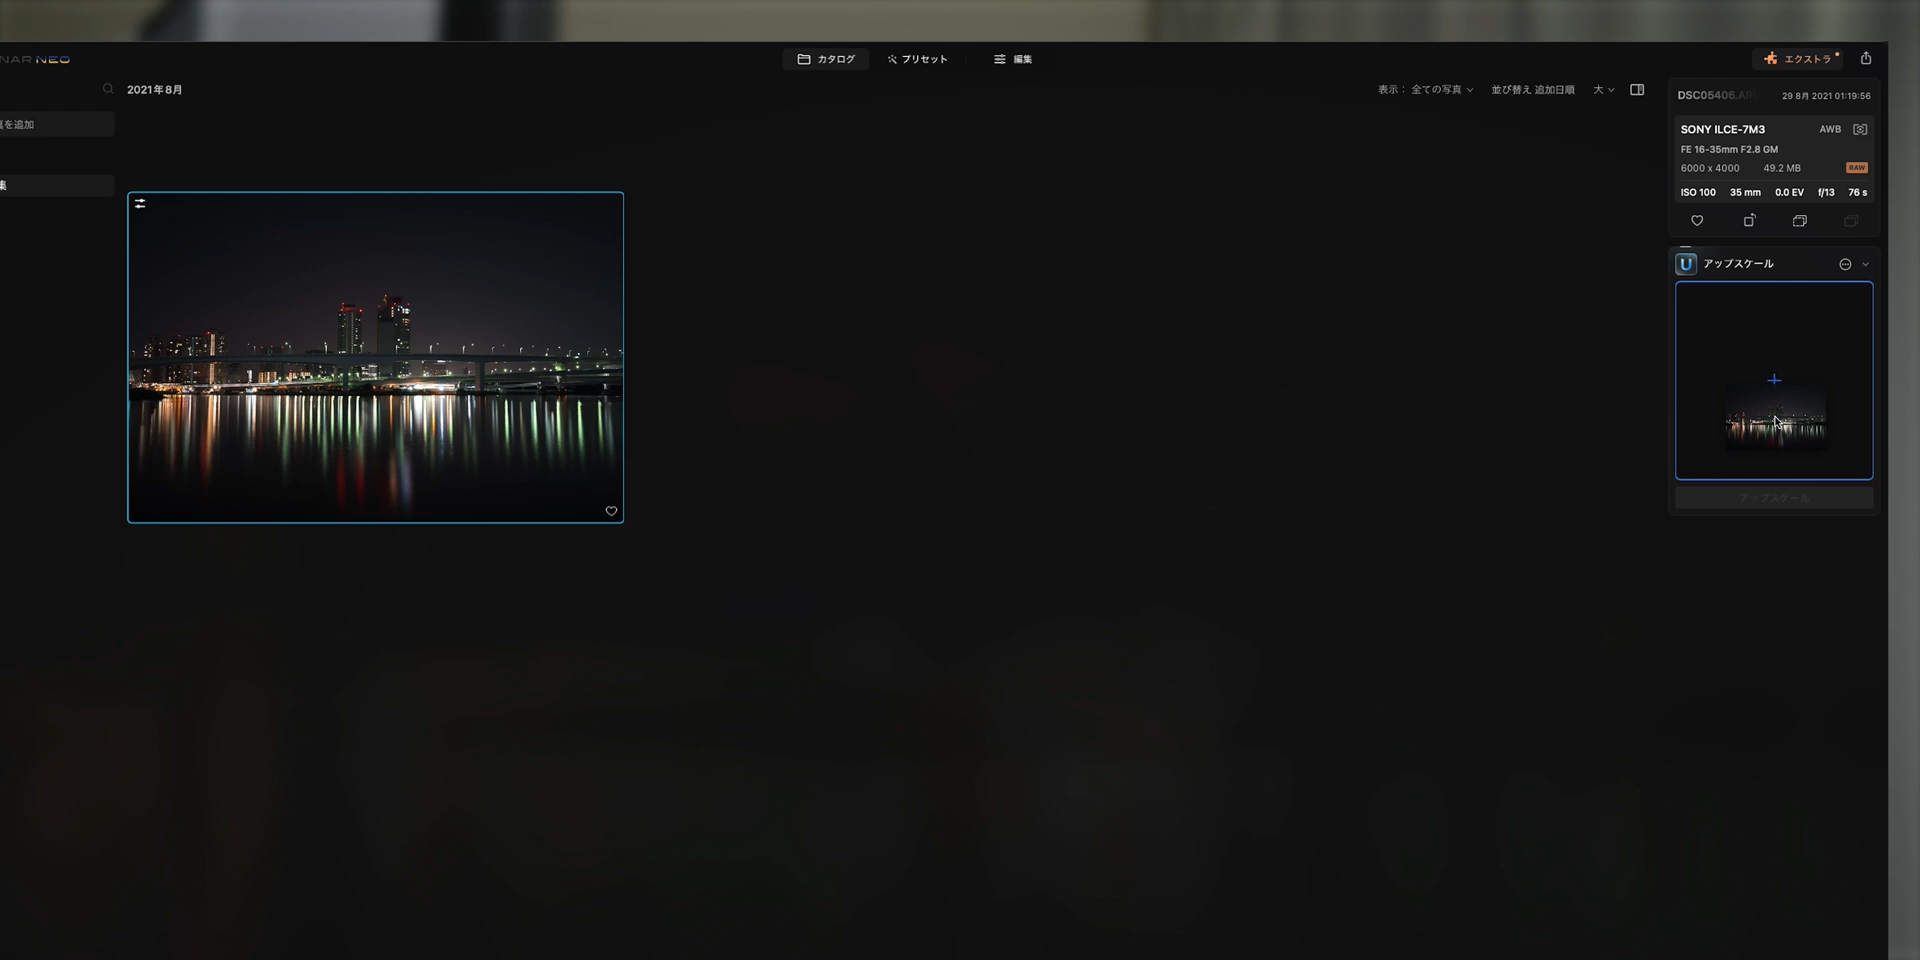 NAR NEO
カタログ
プリセット
編集
エクストラ
2021年8月
表示： 全ての写真
並び替え 追加日順
大
を追加
集
DSC05406.AR
29 8月 2021 01:19:56
SONY ILCE-7M3
AWB
FE 16-35mm F2.8 GM
6000 x 4000
49.2 MB
RAW
ISO 100
35 mm
0.0 EV
f/13
76 s
U
アップスケール
アップスケール